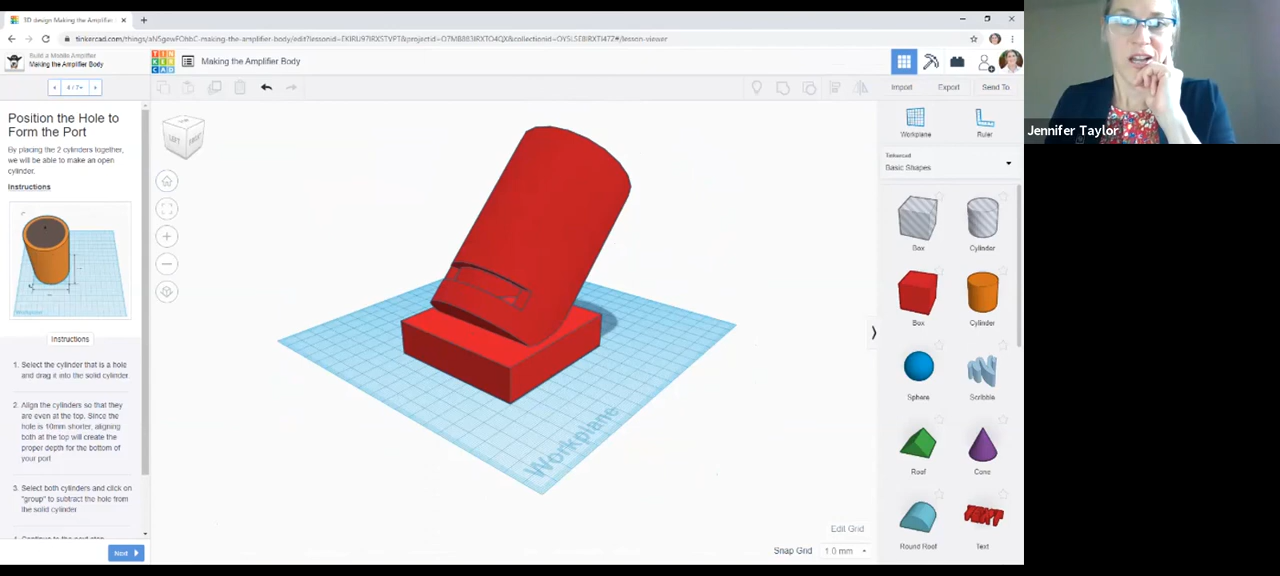 3D design Making the Amplifier
Build a Mobile Amplifier
Making the Amplifier Body
TIN
KER
CAD
Making the Amplifier Body
4 / 7
Import
Export
Send To
Position the Hole to
Form the Port
By placing the 2 cylinders together,
we will be able to make an open
cylinder.
Instructions
Instructions
1. Select the cylinder that is a hole
and drag it into the solid cylinder
2. Align the cylinders so that they
are even at the top. Since the
hole is 10mm shorter, aligning
both at the top will create the
proper depth for the bottom of
your port
3. Select both cylinders and click on
"group" to subtract the hole from
the solid cylinder
Next
LEFT
FRONT
Workplane
Edit Grid
Snap Grid
1.0 mm
Workplane
Ruler
Tinkercad
Basic Shapes
Box
Cylinder
Box
Cylinder
Sphere
Scribble
Roof
Cone
TEXT
Round Roof
Text
Jennifer Taylor